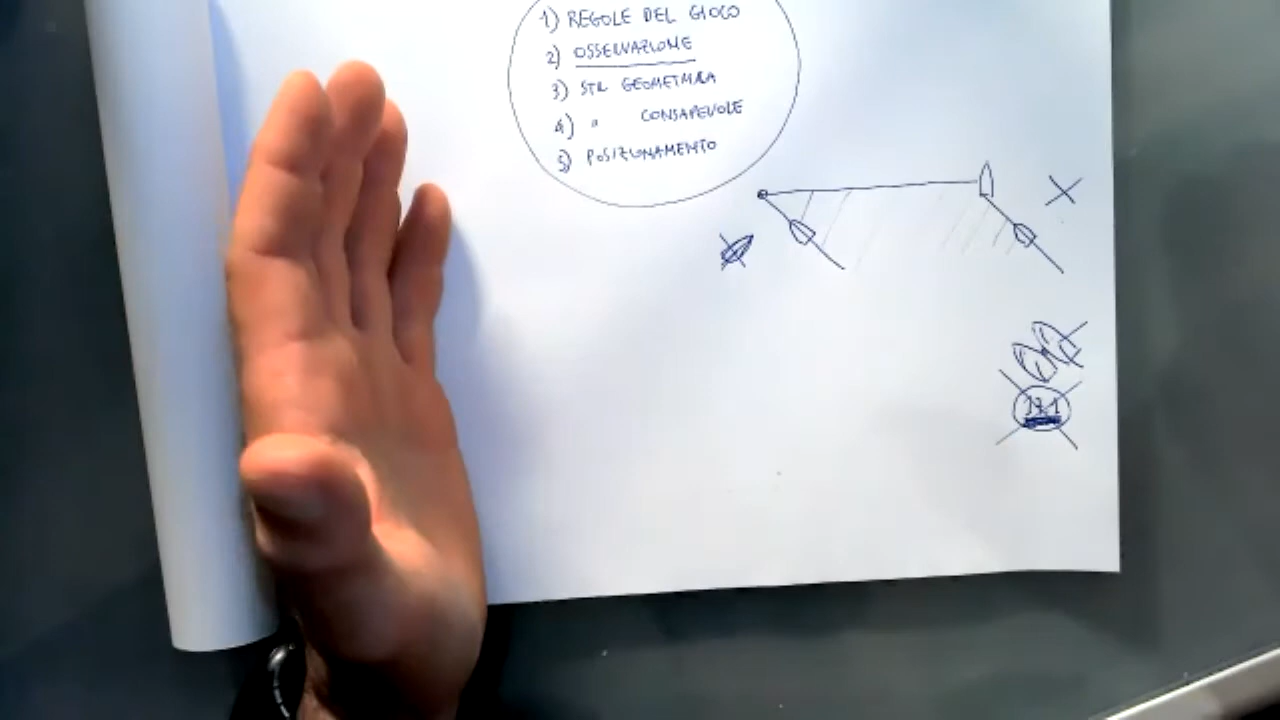 1) REGOLE DEL GIOCO
2) OSSERVAZIONE
3) STR GEOMETRICA
4) " CONSAPEVOLE
5) POSIZIONAMENTO